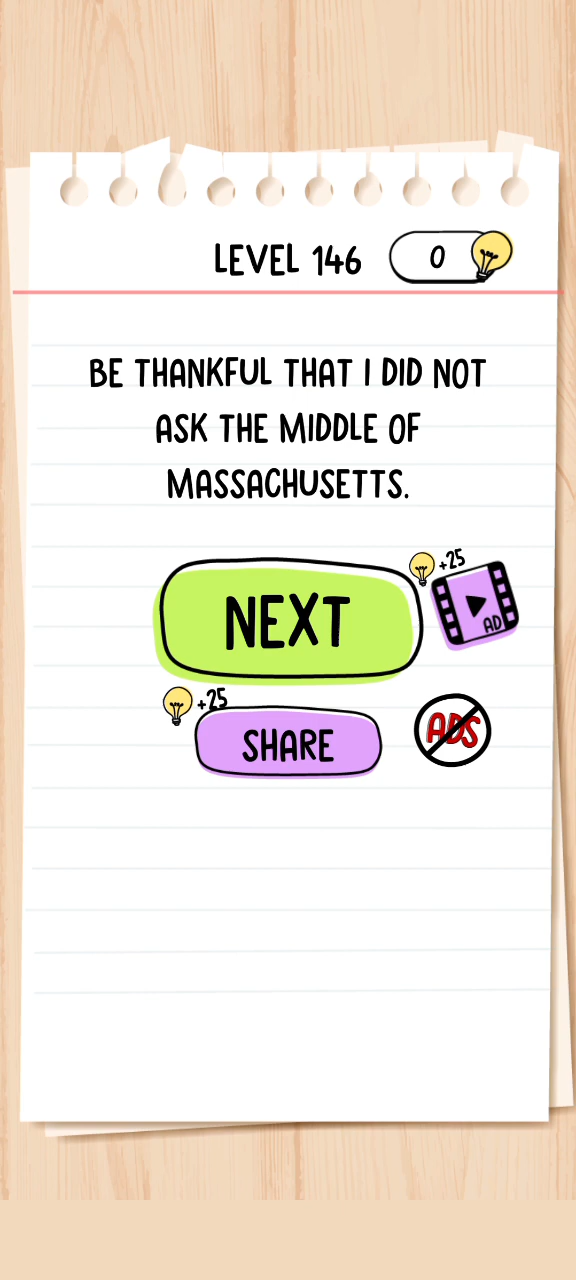 LEVEL 146
0
BE THANKFUL THAT I DID NOT
ASK THE MIDDLE OF
MASSACHUSETTS.
+25
NEXT
AD
+25
SHARE
ADS